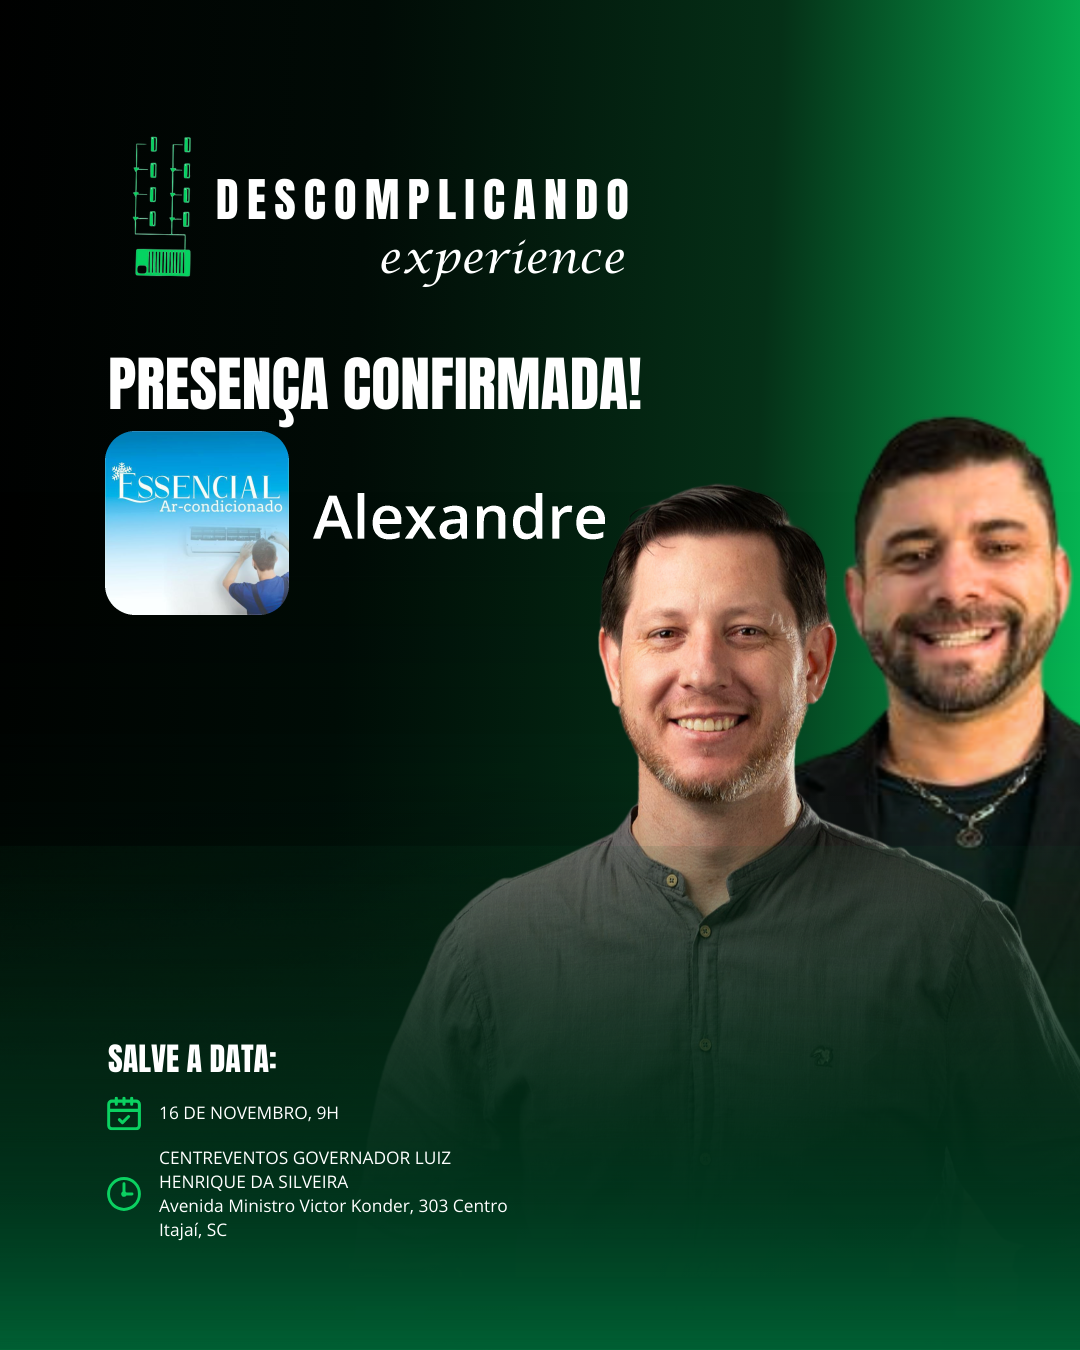 DESCOMPLICANDO
experience
PRESENÇA CONFIRMADA!
ESSENCIAL
Ar-condicionado
Alexandre
SALVE A DATA:
16 DE NOVEMBRO, 9H
CENTREVENTOS GOVERNADOR LUIZ
HENRIQUE DA SILVEIRA
Avenida Ministro Victor Konder, 303 Centro
Itajaí, SC